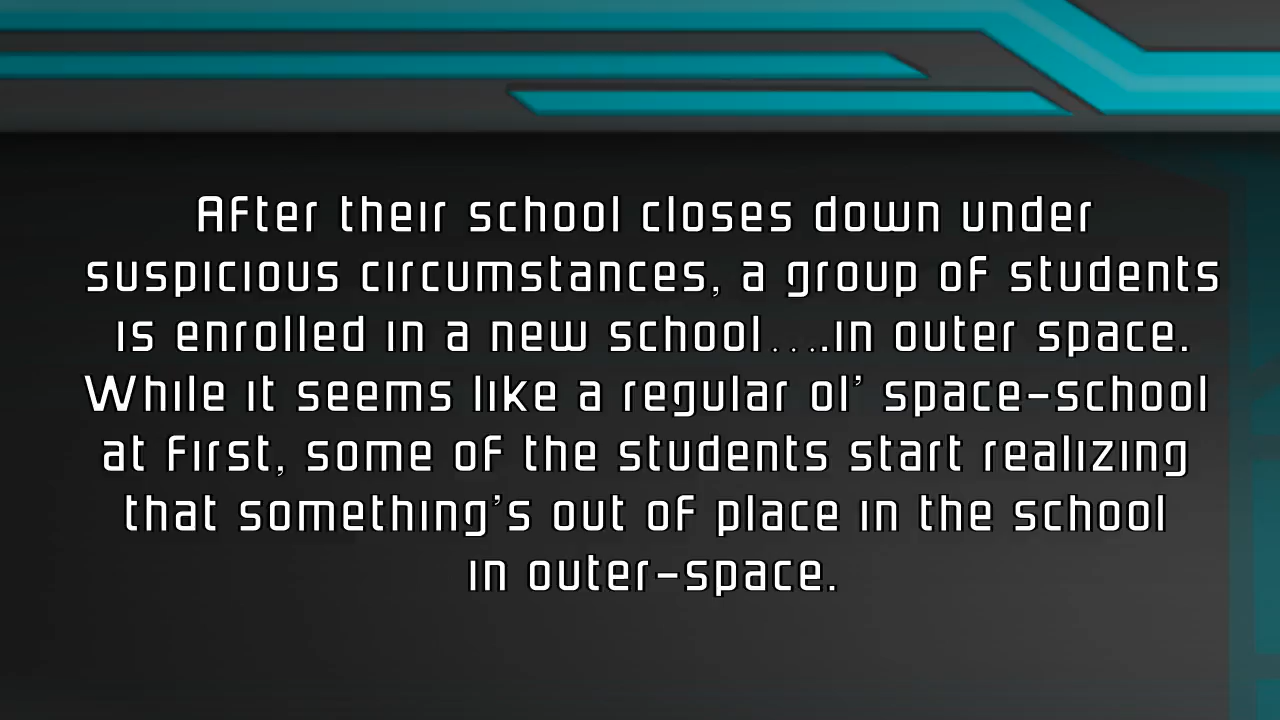 After their school closes down under
suspicious circumstances, a group of students
is enrolled in a new school....in outer space.
While it seems like a regular ol' space-school
at first, some of the students start realizing
that something's out of place in the school
in outer-space.